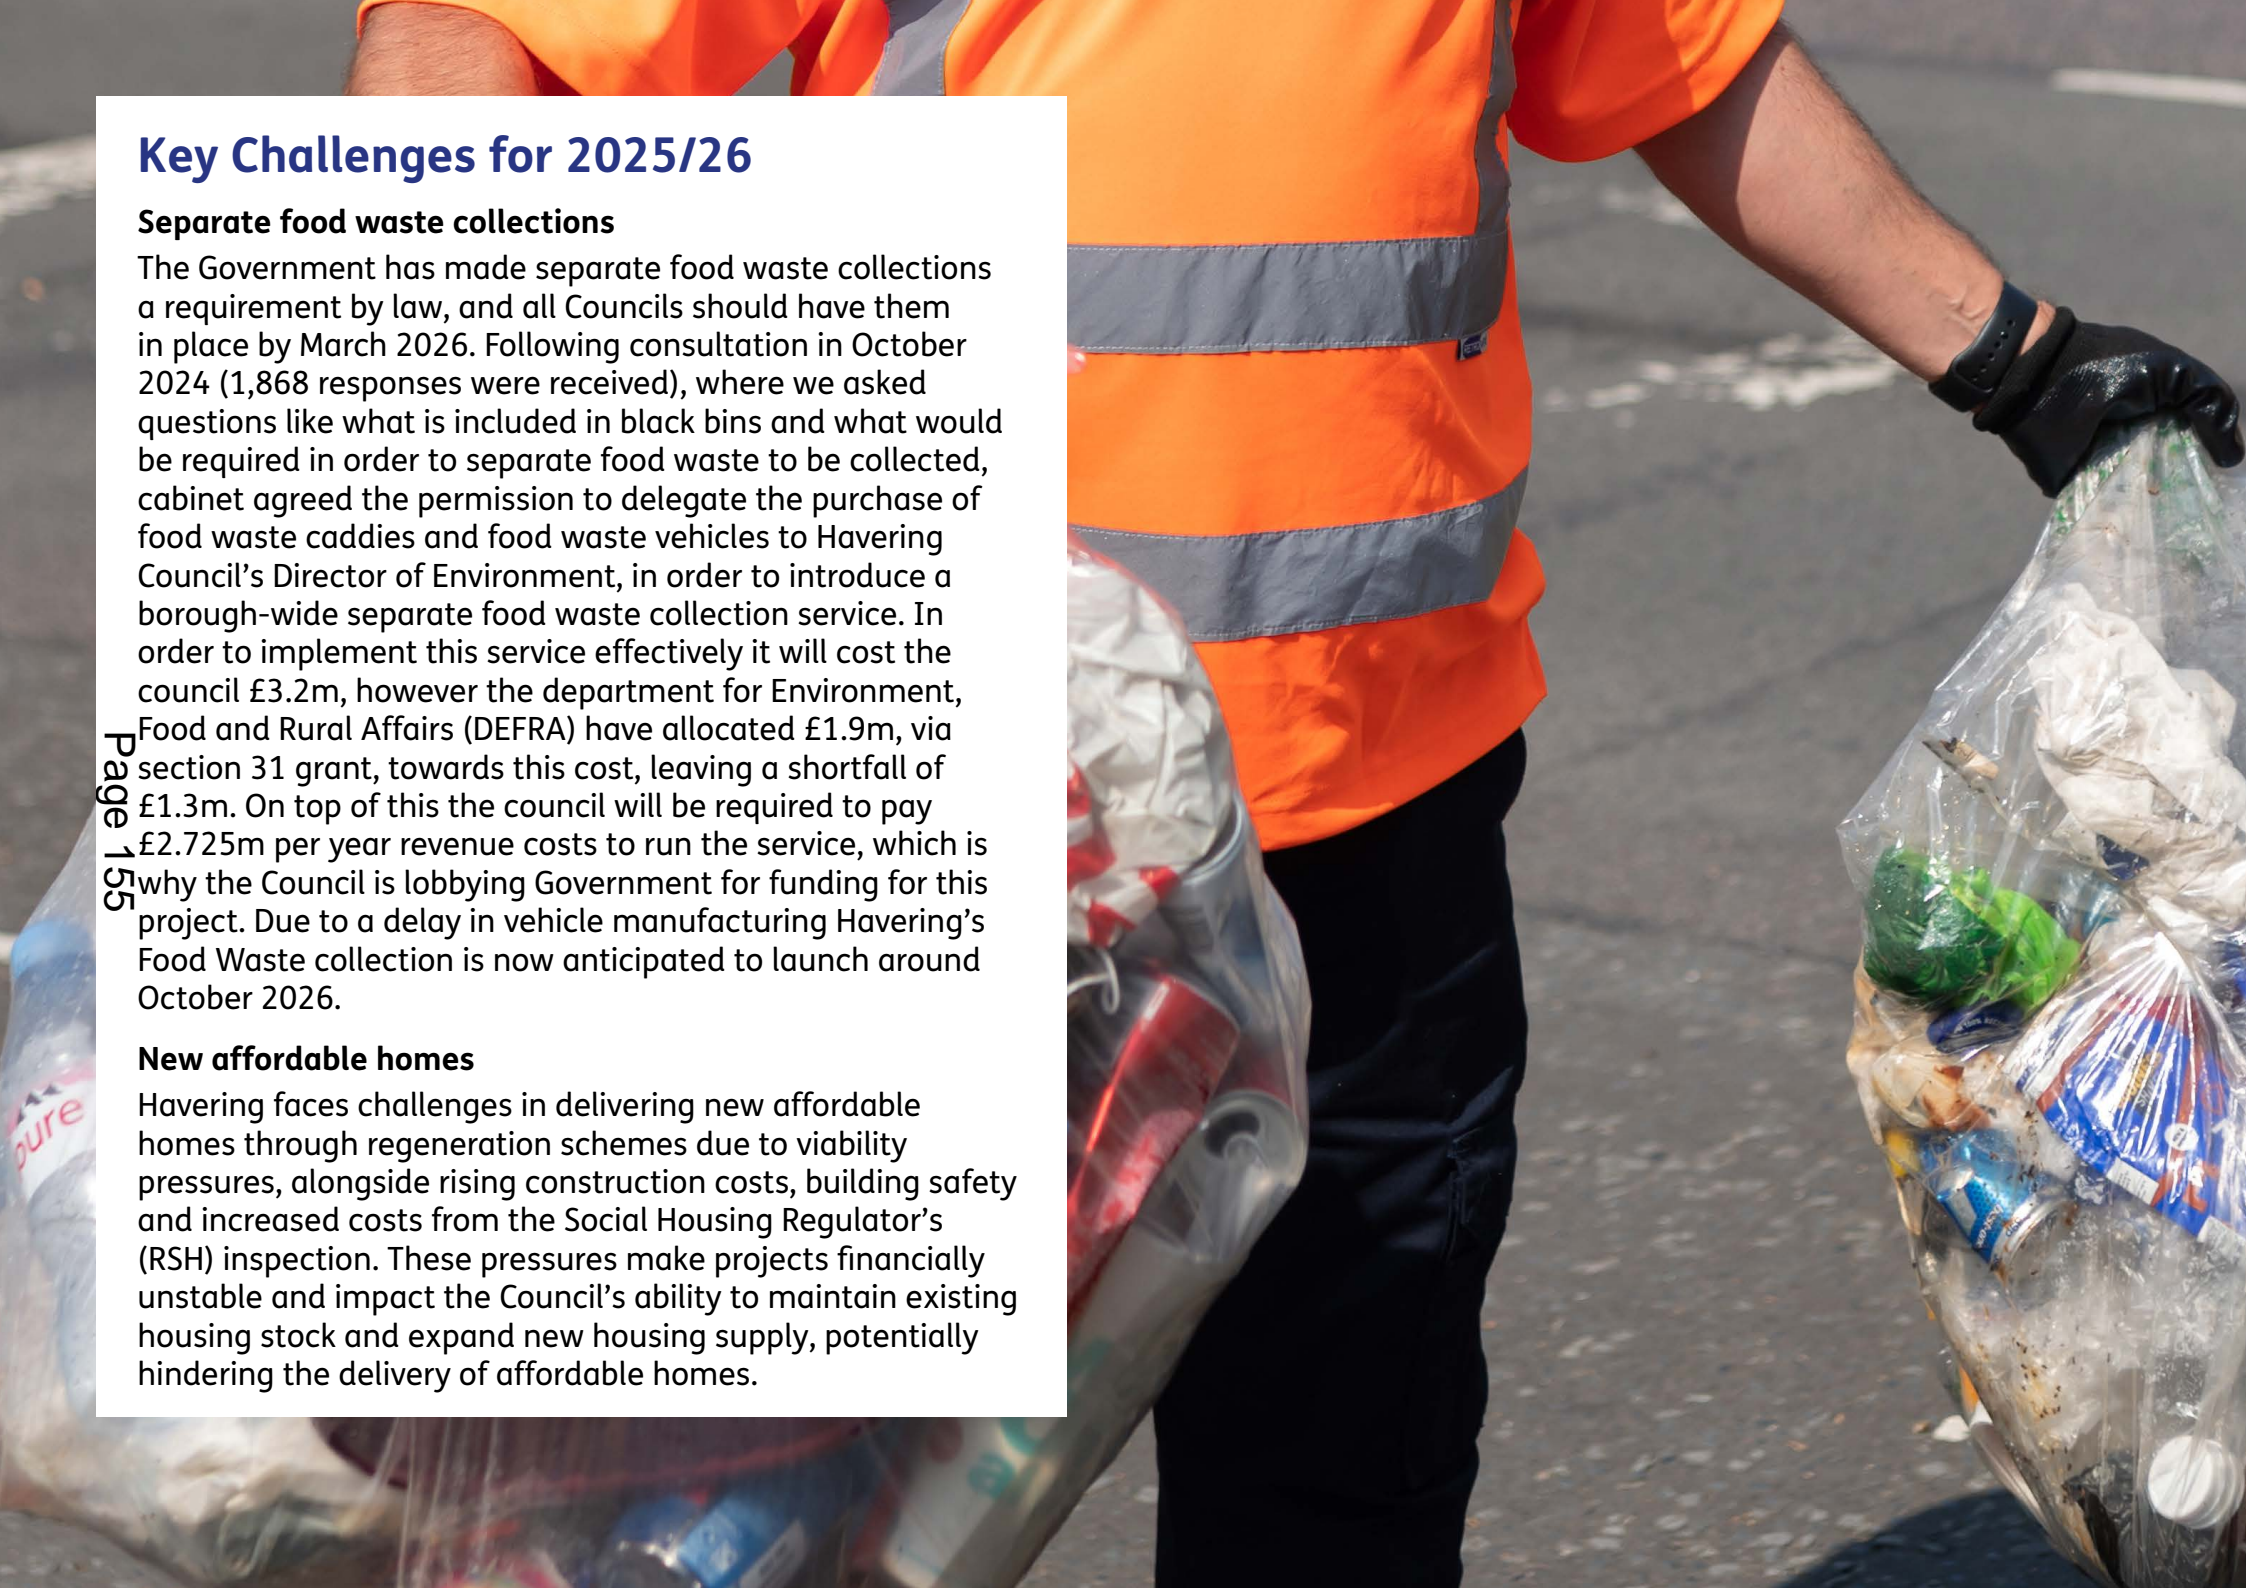 Key Challenges for 2025/26
Separate food waste collections
The Government has made separate food waste collections
a requirement by law, and all Councils should have them
in place by March 2026. Following consultation in October
2024 (1,868 responses were received), where we asked
questions like what is included in black bins and what would
be required in order to separate food waste to be collected,
cabinet agreed the permission to delegate the purchase of
food waste caddies and food waste vehicles to Havering
Council’s Director of Environment, in order to introduce a
borough-wide separate food waste collection service. In
order to implement this service effectively it will cost the
council £3.2m, however the department for Environment,
Food and Rural Affairs (DEFRA) have allocated £1.9m, via
section 31 grant, towards this cost, leaving a shortfall of
£1.3m. On top of this the council will be required to pay
£2.725m per year revenue costs to run the service, which is
why the Council is lobbying Government for funding for this
project. Due to a delay in vehicle manufacturing Havering’s
Food Waste collection is now anticipated to launch around
October 2026.
New affordable homes
Havering faces challenges in delivering new affordable
homes through regeneration schemes due to viability
pressures, alongside rising construction costs, building safety
and increased costs from the Social Housing Regulator’s
(RSH) inspection. These pressures make projects financially
unstable and impact the Council’s ability to maintain existing
housing stock and expand new housing supply, potentially
hindering the delivery of affordable homes.
Page 155
pure